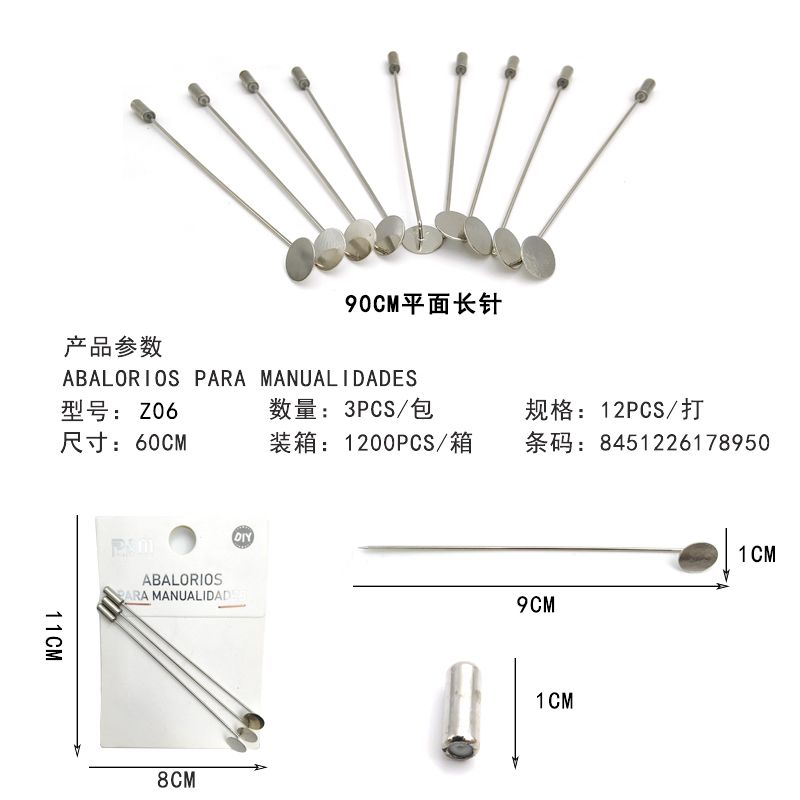 90CM平面长针
产品参数
ABALORIOS PARA MANUALIDADES
型号：Z06 数量：3PCS/包 规格：12PCS/打
尺寸：60CM 装箱：1200PCS/箱 条码：8451226178950
DIY
ABALORIOS
PARA MANUALIDADES
11CM
8CM
1CM
9CM
1CM